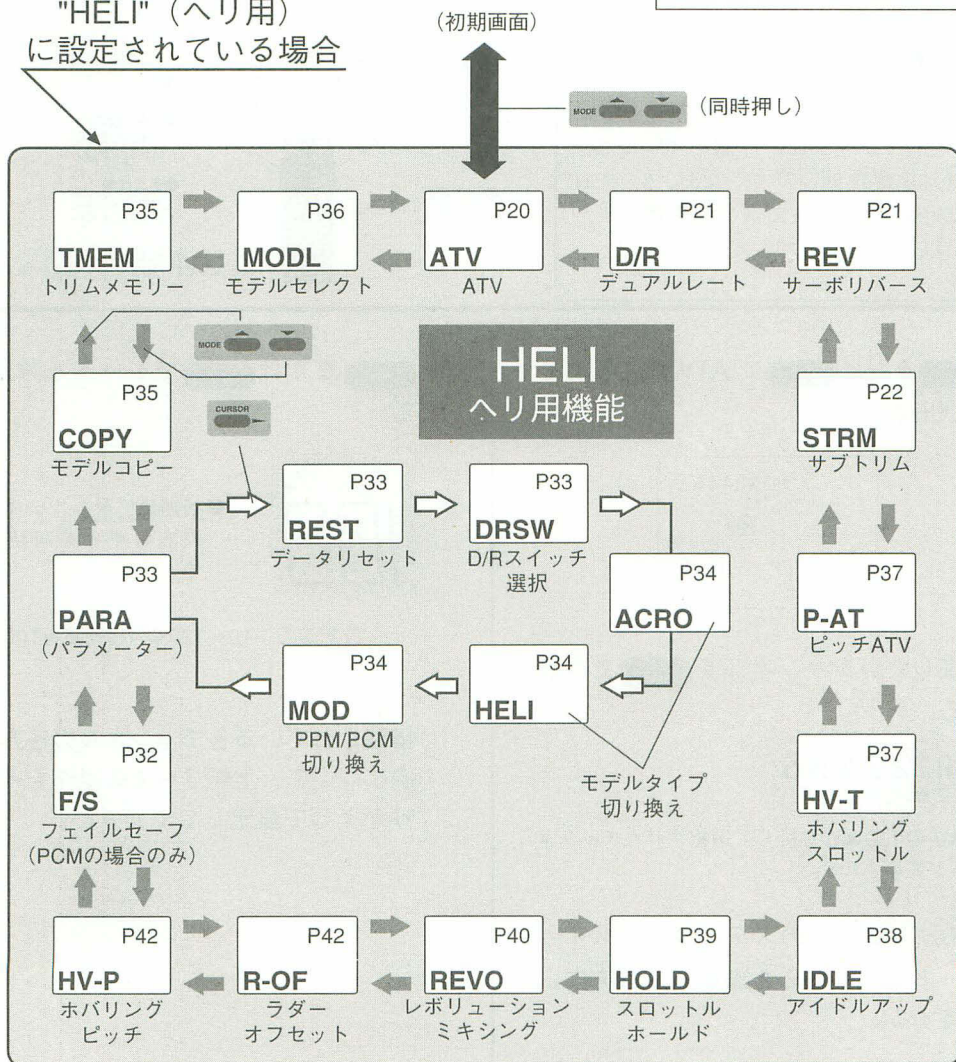 "HELI"（ヘリ用）
に設定されている場合
（初期画面）
MODE
（同時押し）
P35
TMEM
トリムメモリー
P36
MODL
モデルセレクト
P20
ATV
ATV
P21
D/R
デュアルレート
P21
REV
サーボリバース
MODE
HELI
ヘリ用機能
P35
COPY
モデルコピー
CURSOR
P22
STRM
サブトリム
P33
REST
データリセット
P33
DRSW
D/Rスイッチ
選択
P33
PARA
(パラメーター)
P34
ACRO
P37
P-AT
ピッチATV
P34
MOD
PPM/PCM
切り換え
P34
HELI
モデルタイプ
切り換え
P32
F/S
フェイルセーフ
(PCMの場合のみ)
P37
HV-T
ホバリング
スロットル
P42
HV-P
ホバリング
ピッチ
P42
R-OF
ラダー
オフセット
P40
REVO
レボリューション
ミキシング
P39
HOLD
スロットル
ホールド
P38
IDLE
アイドルアップ